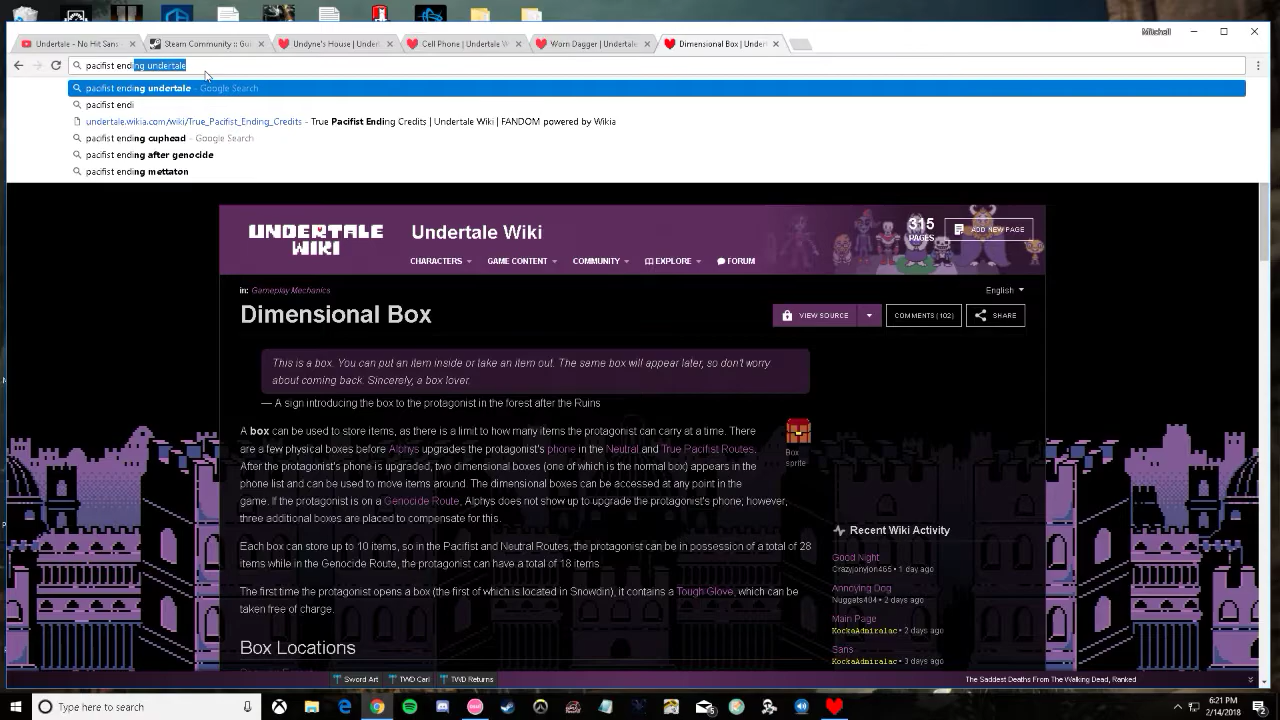 Mitchell
Undertale - No Hit Sans
Steam Community :: Gui
Undyne's House | Undert
Cell Phone | Undertale W
Worn Dagger | Undertale
Dimensional Box | Under
pacifist ending undertale
pacifist ending undertale - Google Search
pacifist endi
undertale.wikia.com/wiki/True_Pacifist_Ending_Credits - True Pacifist Ending Credits | Undertale Wiki | FANDOM powered by Wikia
pacifist ending cuphead - Google Search
pacifist ending after genocide
pacifist ending mettaton
UNDERTALE
WIKI
Undertale Wiki
315
PAGES
ADD NEW PAGE
CHARACTERS
GAME CONTENT
COMMUNITY
EXPLORE
FORUM
in: Gameplay Mechanics
English
Dimensional Box
VIEW SOURCE
COMMENTS (102)
SHARE
This is a box. You can put an item inside or take an item out. The same box will appear later, so don't worry
about coming back. Sincerely, a box lover.
— A sign introducing the box to the protagonist in the forest after the Ruins
A box can be used to store items, as there is a limit to how many items the protagonist can carry at a time. There
are a few physical boxes before Alphys upgrades the protagonist's phone in the Neutral and True Pacifist Routes.
After the protagonist's phone is upgraded, two dimensional boxes (one of which is the normal box) appears in the
phone list and can be used to move items around. The dimensional boxes can be accessed at any point in the
game. If the protagonist is on a Genocide Route, Alphys does not show up to upgrade the protagonist's phone; however,
three additional boxes are placed to compensate for this.
Box
sprite
Each box can store up to 10 items, so in the Pacifist and Neutral Routes, the protagonist can be in possession of a total of 28
items while in the Genocide Route, the protagonist can have a total of 18 items.
The first time the protagonist opens a box (the first of which is located in Snowdin), it contains a Tough Glove, which can be
taken free of charge.
Box Locations
Recent Wiki Activity
Good Night
Crazyjonyjon465 • 1 day ago
Annoying Dog
Nuggets404 • 2 days ago
Main Page
KockaAdmiralac • 2 days ago
Sans
KockaAdmiralac • 3 days ago
Sword Art
TWD Carl
TWD Returns
The Saddest Deaths From The Walking Dead, Ranked
Type here to search
6:21 PM
2/14/2018